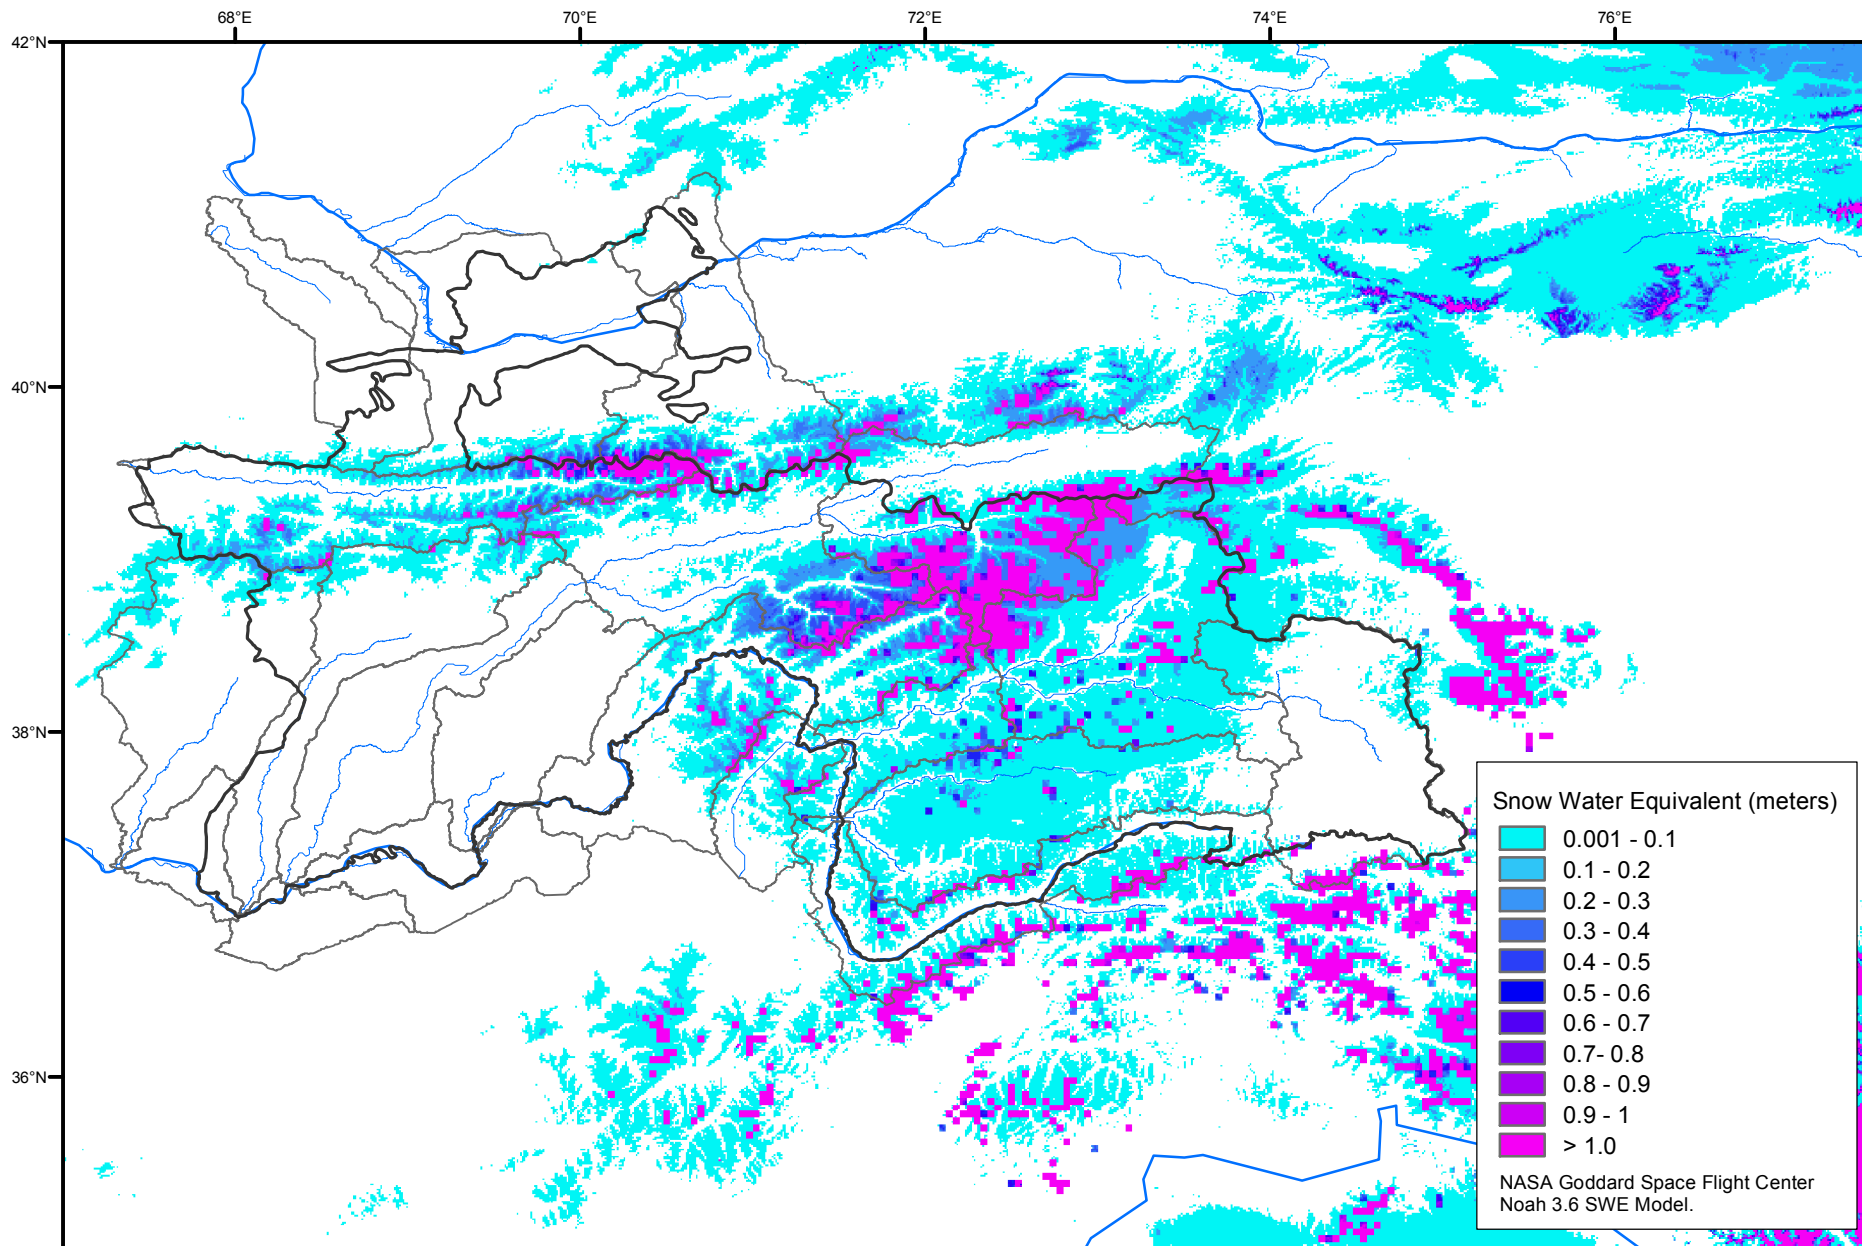 68°E
70°E
72°E
74°E
76°E
42°N
40°N
38°N
36°N
Snow Water Equivalent (meters)
0.001 - 0.1
0.1 - 0.2
0.2 - 0.3
0.3 - 0.4
0.4 - 0.5
0.5 - 0.6
0.6 - 0.7
0.7- 0.8
0.8 - 0.9
0.9 - 1
> 1.0
NASA Goddard Space Flight Center
Noah 3.6 SWE Model.